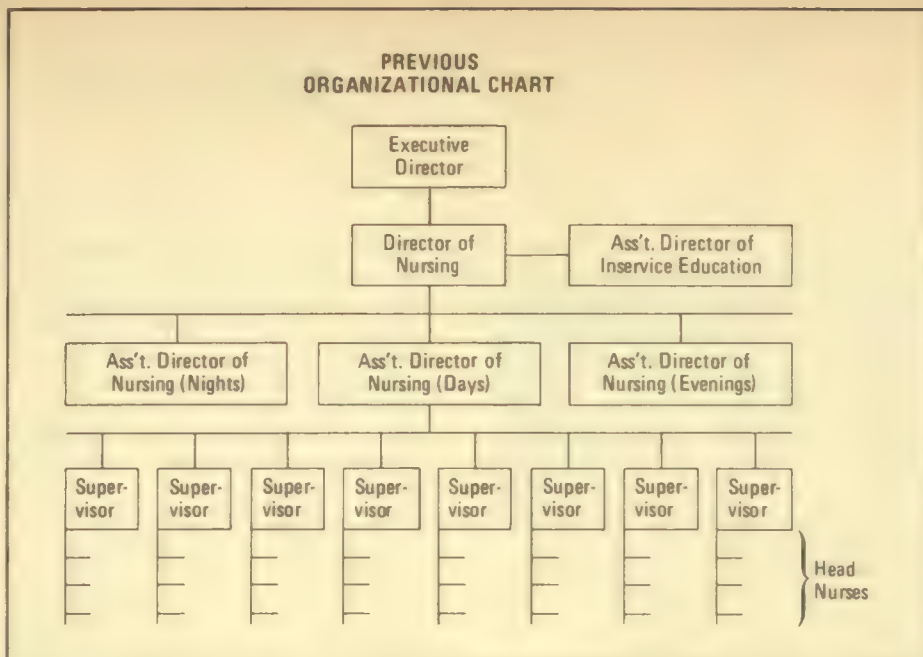 PREVIOUS
ORGANIZATIONAL CHART
Executive
Director
Director of
Nursing
Ass't. Director of
Inservice Education
Ass't. Director of
Nursing (Nights)
Ass't. Director of
Nursing (Days)
Ass't. Director of
Nursing (Evenings)
Super-
visor
Super-
visor
Super-
visor
Super-
visor
Super-
visor
Super-
visor
Super-
visor
Super-
visor
Head
Nurses